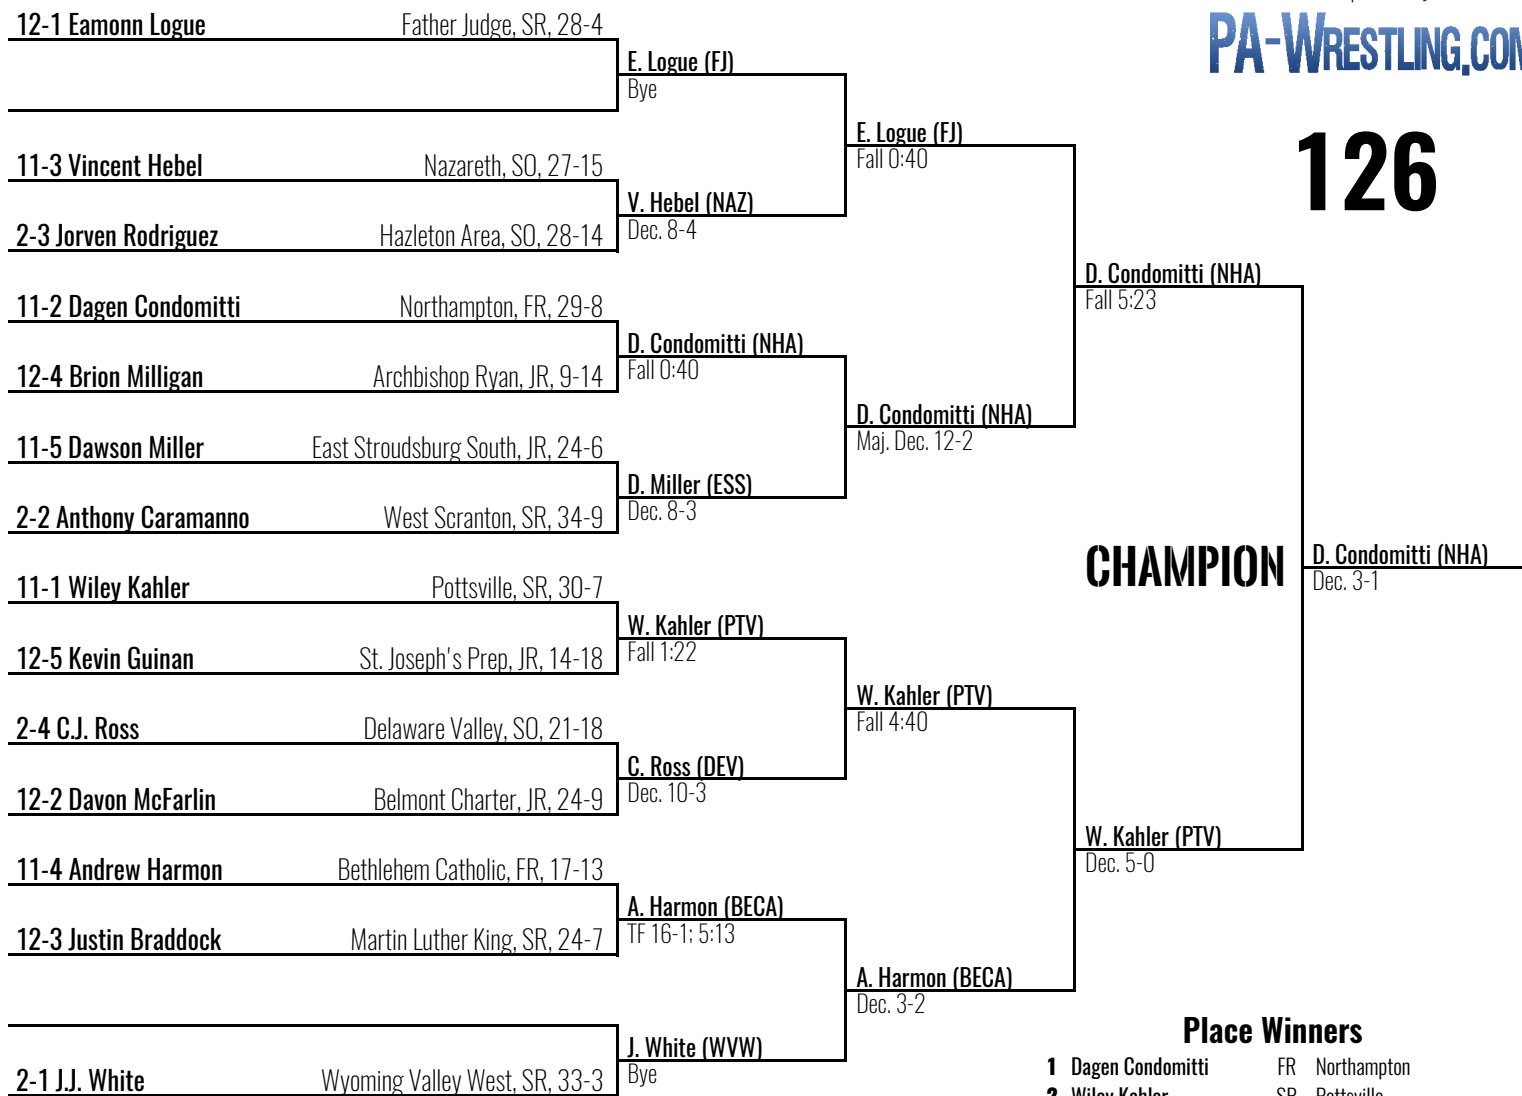 PA-WRESTLING.COM
126
12-1 Eamonn Logue Father Judge, SR, 28-4
E. Logue (FJ)
Bye
E. Logue (FJ)
Fall 0:40
11-3 Vincent Hebel Nazareth, SO, 27-15
V. Hebel (NAZ)
Dec. 8-4
2-3 Jorven Rodriguez Hazleton Area, SO, 28-14
D. Condomitti (NHA)
Fall 5:23
11-2 Dagen Condomitti Northampton, FR, 29-8
D. Condomitti (NHA)
Fall 0:40
12-4 Brion Milligan Archbishop Ryan, JR, 9-14
D. Condomitti (NHA)
Maj. Dec. 12-2
11-5 Dawson Miller East Stroudsburg South, JR, 24-6
D. Miller (ESS)
Dec. 8-3
2-2 Anthony Caramanno West Scranton, SR, 34-9
CHAMPION
D. Condomitti (NHA)
Dec. 3-1
11-1 Wiley Kahler Pottsville, SR, 30-7
W. Kahler (PTV)
Fall 1:22
12-5 Kevin Guinan St. Joseph's Prep, JR, 14-18
W. Kahler (PTV)
Fall 4:40
2-4 C.J. Ross Delaware Valley, SO, 21-18
C. Ross (DEV)
Dec. 10-3
12-2 Davon McFarlin Belmont Charter, JR, 24-9
W. Kahler (PTV)
Dec. 5-0
11-4 Andrew Harmon Bethlehem Catholic, FR, 17-13
A. Harmon (BECA)
TF 16-1; 5:13
12-3 Justin Braddock Martin Luther King, SR, 24-7
A. Harmon (BECA)
Dec. 3-2
J. White (WVW)
Bye
2-1 J.J. White Wyoming Valley West, SR, 33-3
Place Winners
1 Dagen Condomitti FR Northampton
2 Wiley Kahler SR Pottsville